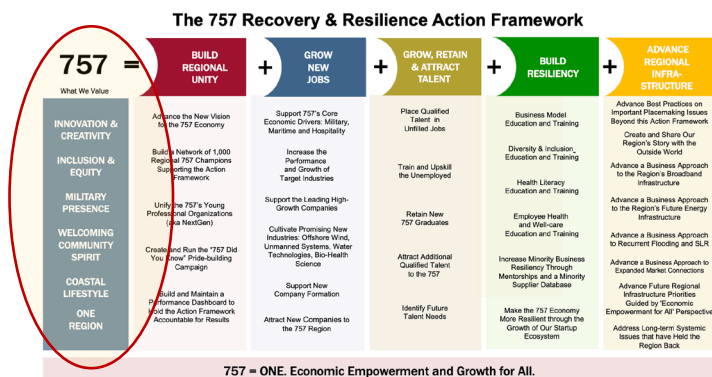 The 757 Recovery & Resilience Action Framework
757
What We Value
=
BUILD
REGIONAL
UNITY
+
GROW
NEW
JOBS
+
GROW, RETAIN
& ATTRACT
TALENT
+
BUILD
RESILIENCY
+
ADVANCE
REGIONAL
INFRA-
STRUCTURE
INNOVATION &
CREATIVITY
INCLUSION &
EQUITY
MILITARY
PRESENCE
WELCOMING
COMMUNITY
SPIRIT
COASTAL
LIFESTYLE
ONE
REGION
Advance the New Vision
for the 757 Economy
Build a Network of 1,000
Regional 757 Champions
Supporting the Action
Framework
Unify the 757's Young
Professional Organizations
(aka NextGen)
Create and Run the "757 Did
You Know" Pride-building
Campaign
Build and Maintain a
Performance Dashboard to
Hold the Action Framework
Accountable for Results
Support 757's Core
Economic Drivers: Military,
Maritime and Hospitality
Increase the
Performance
and Growth of
Target Industries
Support the Leading High-
Growth Companies
Cultivate Promising New
Industries: Offshore Wind,
Unmanned Systems, Water
Technologies, Bio-Health
Science
Support New
Company Formation
Attract New Companies to
the 757 Region
Place Qualified
Talent in
Unfilled Jobs
Train and Upskill
the Unemployed
Retain New
757 Graduates
Attract Additional
Qualified Talent
to the 757
Identify Future
Talent Needs
Business Model
Education and Training
Diversity & Inclusion
Education and Training
Health Literacy
Education and Training
Employee Health
and Well-care
Education and Training
Increase Minority Business
Resiliency Through
Mentorships and a Minority
Supplier Database
Make the 757 Economy
More Resilient through the
Growth of Our Startup
Ecosystem
Advance Best Practices on
Important Placemaking Issues
Beyond this Action Framework
Create and Share Our
Region's Story with the
Outside World
Advance a Business Approach
to the Region's Broadband
Infrastructure
Advance a Business Approach
to the Region's Future Energy
Infrastructure
Advance a Business Approach
to Recurrent Flooding and SLR
Advance a Business Approach to
Expanded Market Connections
Advance Future Regional
Infrastructure Priorities
Guided by 'Economic
Empowerment for All' Perspective
Address Long-term Systemic
Issues that have Held the
Region Back
757 = ONE. Economic Empowerment and Growth for All.